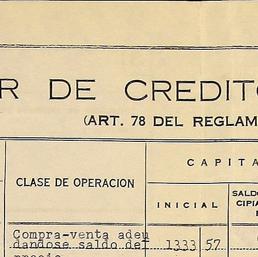 R DE CREDITO
(ART. 78 DEL REGLAM
CAPITA
CLASE DE OPERACION
INICIAL
SALDO
CIPIA
Compra-venta adeu
dandose saldo del 1333 57
precio